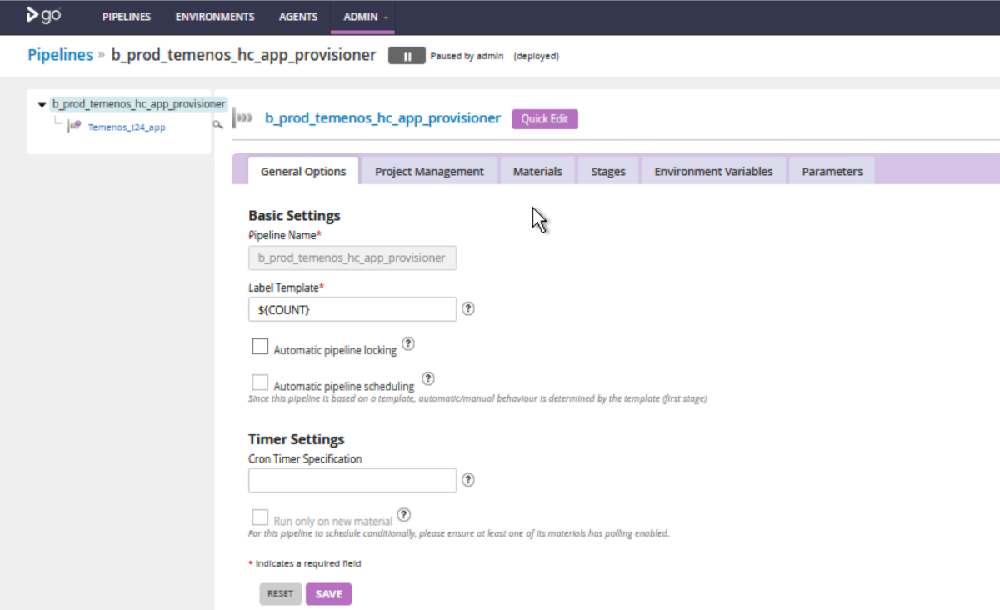 go PIPELINES ENVIRONMENTS AGENTS ADMIN
Pipelines » b_prod_temenos_hc_app_provisioner Paused by admin (deployed)
b_prod_temenos_hc_app_provisioner
Temenos_t24_app
b_prod_temenos_hc_app_provisioner Quick Edit
General Options Project Management Materials Stages Environment Variables Parameters
Basic Settings
Pipeline Name*
b_prod_temenos_hc_app_provisioner
Label Template*
${COUNT} ?
Automatic pipeline locking ?
Automatic pipeline scheduling ?
Since this pipeline is based on a template, automatic/manual behaviour is determined by the template (first stage)
Timer Settings
Cron Timer Specification
?
Run only on new material ?
For this pipeline to schedule conditionally, please ensure at least one of its materials has polling enabled.
* indicates a required field
RESET SAVE